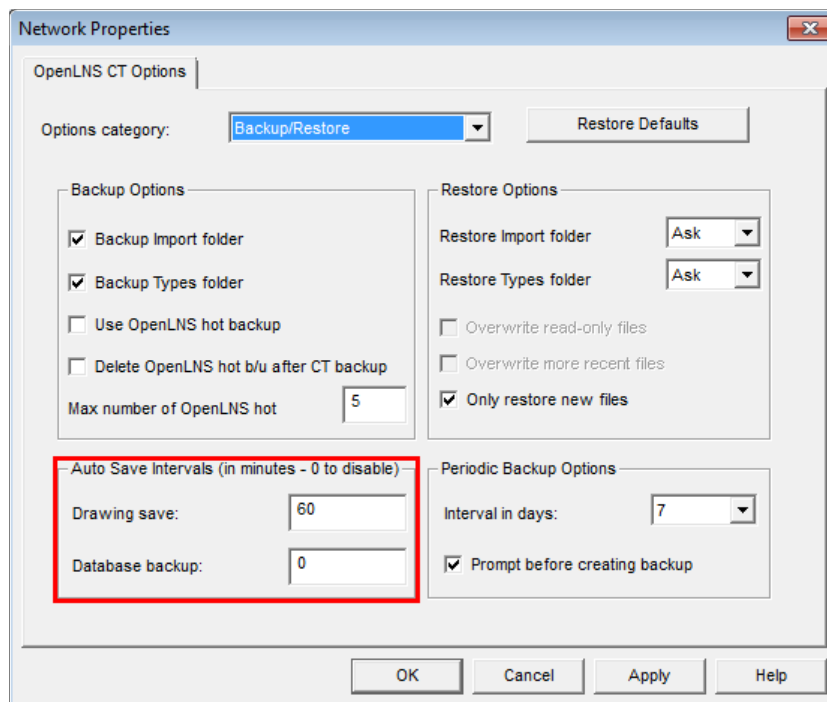 Network Properties
OpenLNS CT Options
Options category: Backup/Restore Restore Defaults
Backup Options
Backup Import folder
Backup Types folder
Use OpenLNS hot backup
Delete OpenLNS hot b/u after CT backup
Max number of OpenLNS hot 5
Restore Options
Restore Import folder Ask
Restore Types folder Ask
Overwrite read-only files
Overwrite more recent files
Only restore new files
Auto Save Intervals (in minutes - 0 to disable)
Drawing save: 60
Database backup: 0
Periodic Backup Options
Interval in days: 7
Prompt before creating backup
OK Cancel Apply Help